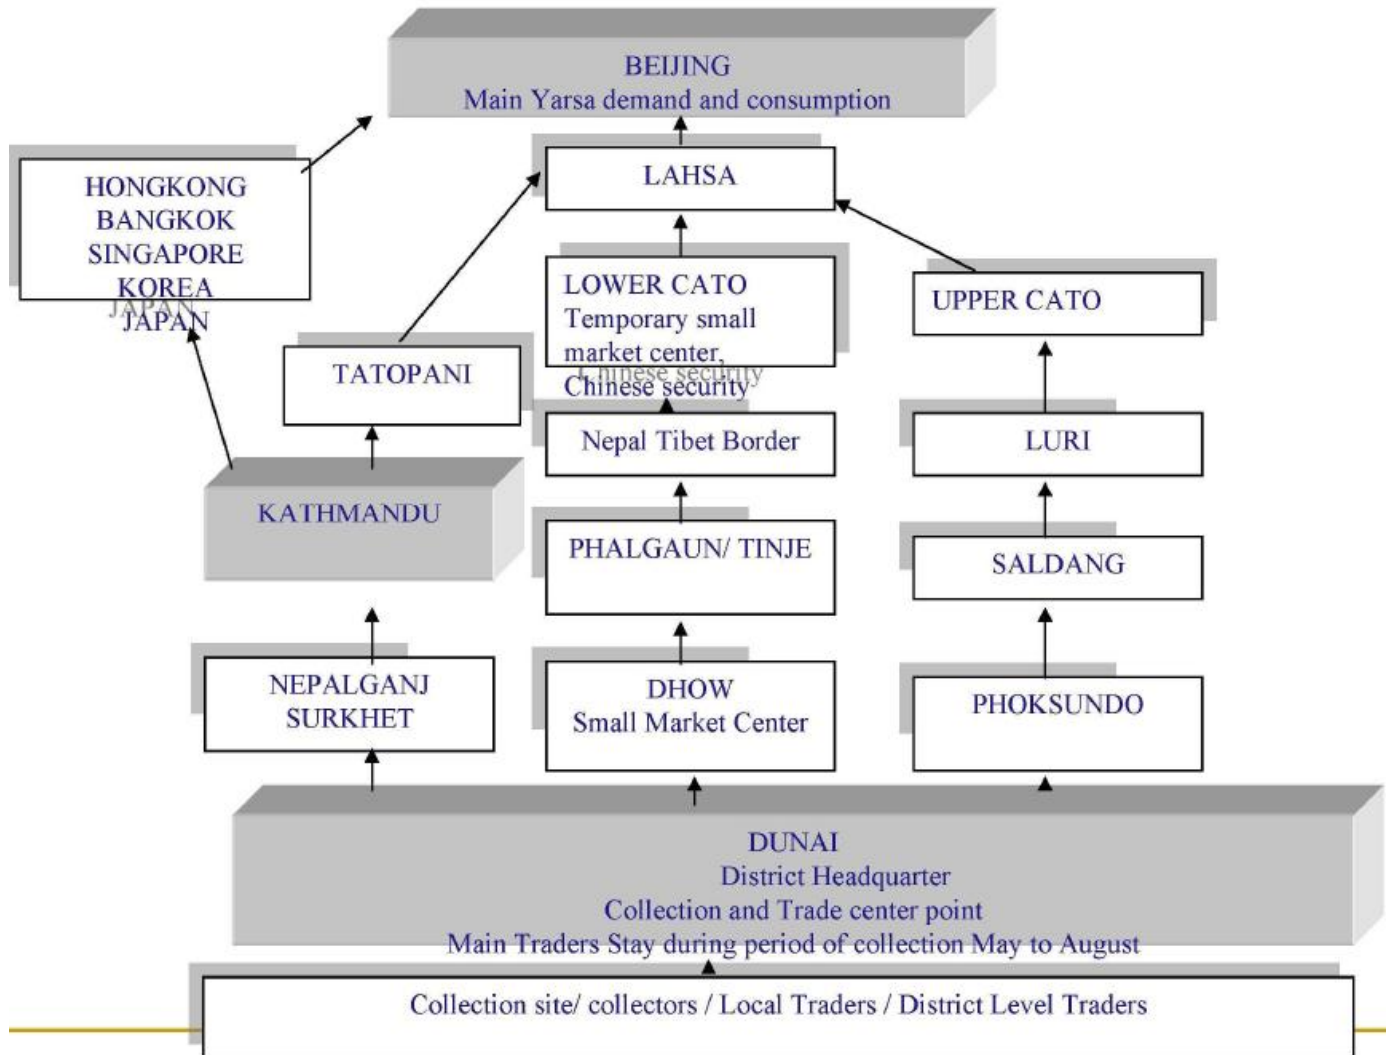 BEIJING
Main Yarsa demand and consumption
HONGKONG
BANGKOK
SINGAPORE
KOREA
JAPAN
LAHSA
LOWER CATO
Temporary small
market center,
Chinese security
UPPER CATO
TATOPANI
Nepal Tibet Border
LURI
KATHMANDU
PHALGAUN/ TINJE
SALDANG
NEPALGANJ
SURKHET
DHOW
Small Market Center
PHOKSUNDO
DUNAI
District Headquarter
Collection and Trade center point
Main Traders Stay during period of collection May to August
Collection site/ collectors / Local Traders / District Level Traders